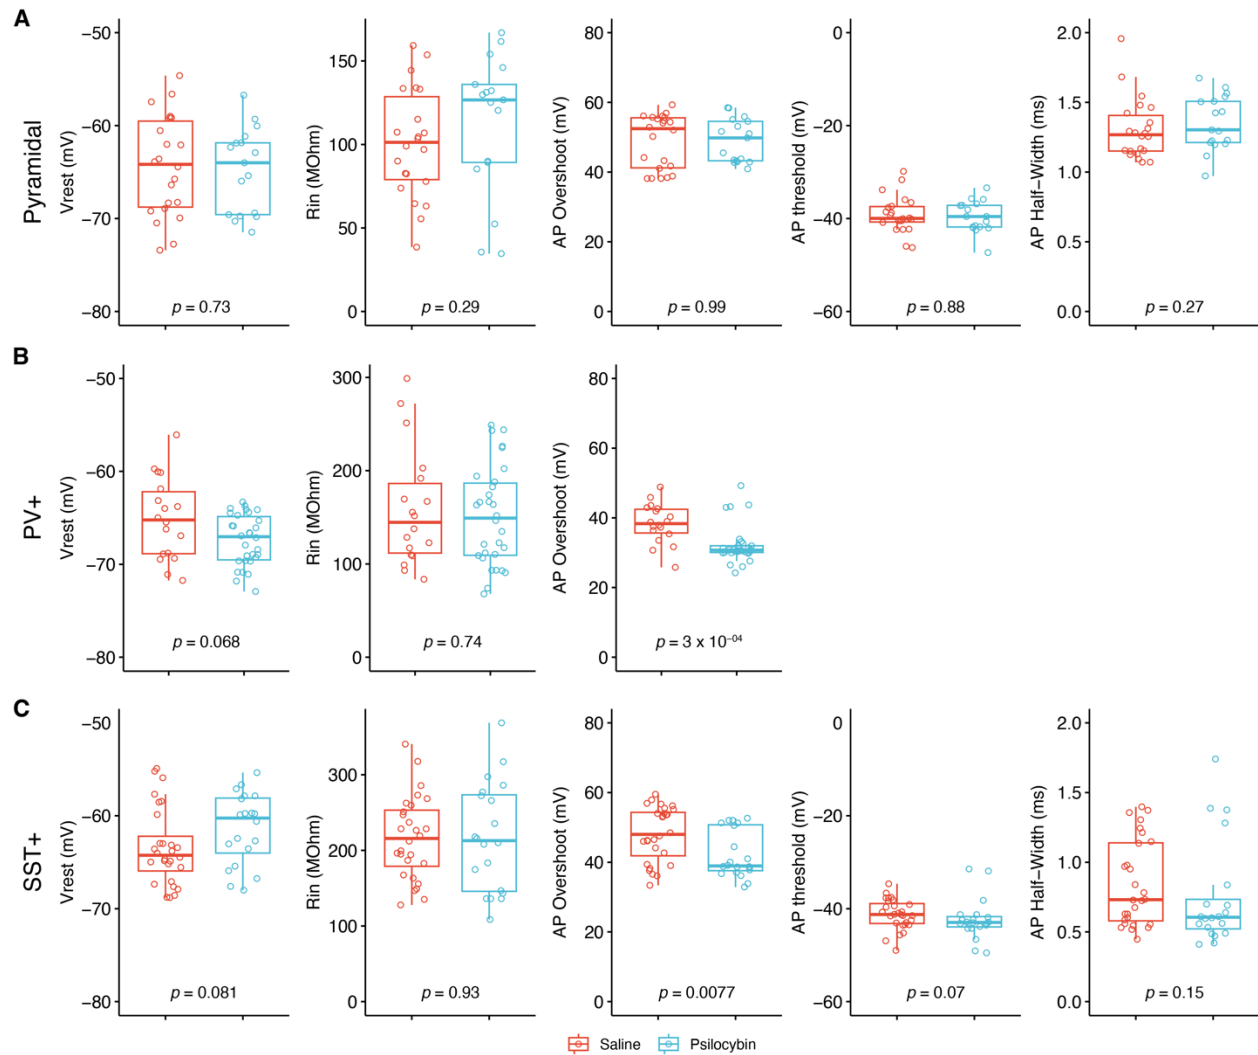 A
Pyramidal
Vrest (mV)
−50
−60
−70
−80
p = 0.73
Rin (MOhm)
150
100
50
0
p = 0.29
AP Overshoot (mV)
80
60
40
20
0
p = 0.99
AP threshold (mV)
0
−20
−40
−60
p = 0.88
AP Half−Width (ms)
2.0
1.5
1.0
0.5
0.0
p = 0.27
B
PV+
Vrest (mV)
−50
−60
−70
−80
p = 0.068
Rin (MOhm)
300
200
100
0
p = 0.74
AP Overshoot (mV)
80
60
40
20
0
p = 3 x 10⁻⁰⁴
C
SST+
Vrest (mV)
−50
−60
−70
−80
p = 0.081
Rin (MOhm)
300
200
100
0
p = 0.93
AP Overshoot (mV)
80
60
40
20
0
p = 0.0077
AP threshold (mV)
0
−20
−40
−60
p = 0.07
AP Half−Width (ms)
2.0
1.5
1.0
0.5
0.0
p = 0.15
Saline
Psilocybin